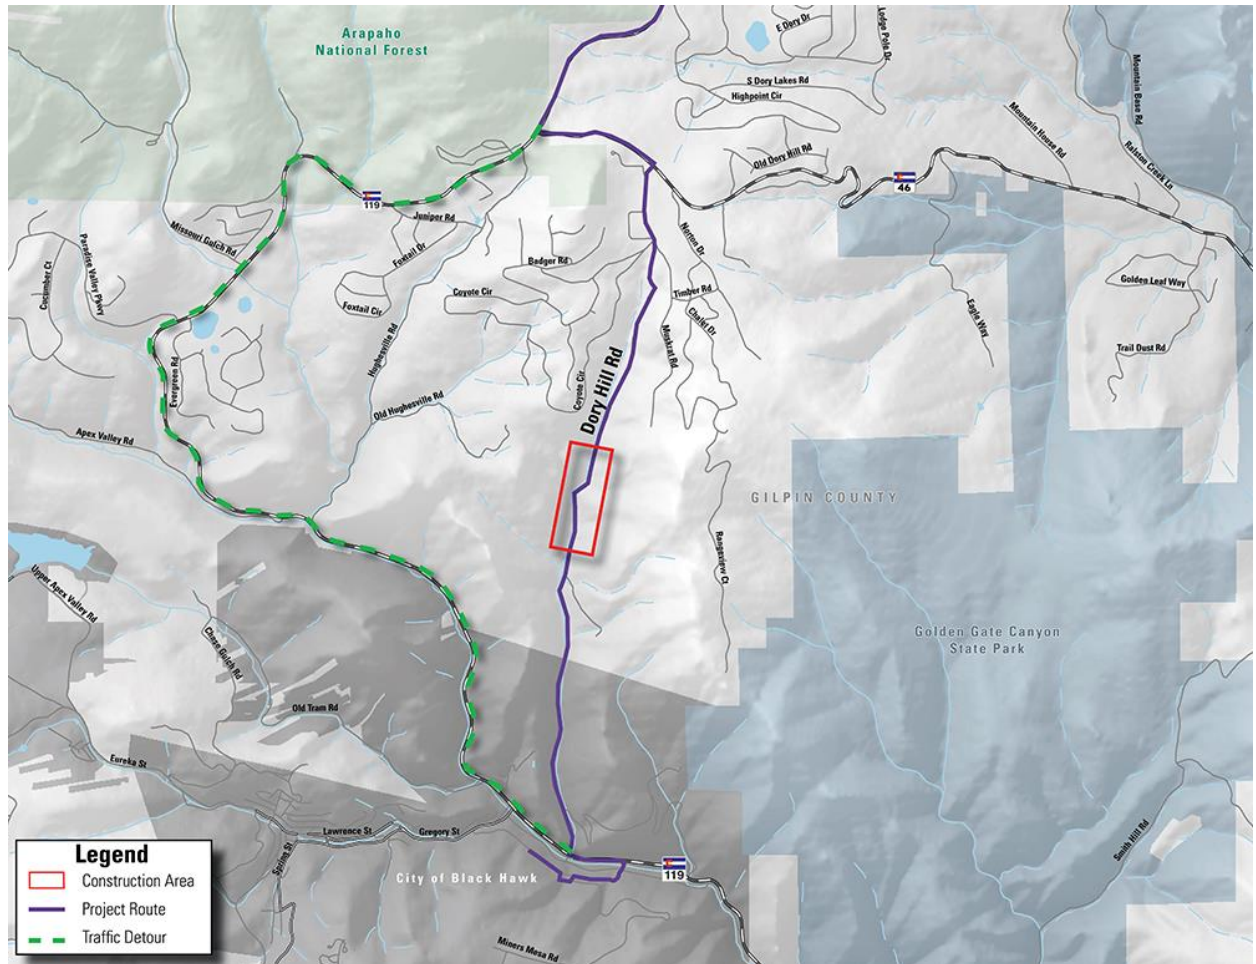 Arapaho
National Forest
E Dory Dr
Lodge Pole Dr
S Dory Lakes Rd
Highpoint Cir
Mountain Base Rd
Mountain House Rd
Ralston Creek Ln
Old Dory Hill Rd
46
119
Juniper Rd
Missouri Gulch Rd
Foxtail Dr
Norton Dr
Paradise Valley Pkwy
Cucumber Ct
Badger Rd
Coyote Cir
Timber Rd
Golden Leaf Way
Foxtail Cir
Chalet Dr
Eagle Way
Hughesville Rd
Muskrat Rd
Trail Dust Rd
Evergreen Rd
Coyote Cir
Dory Hill Rd
Old Hughesville Rd
Apex Valley Rd
GILPIN COUNTY
Rangeview Ct
Upper Apex Valley Rd
Chase Gulch Rd
Golden Gate Canyon
State Park
Old Tram Rd
Eureka St
Lawrence St
Gregory St
Spring St
Smith Hill Rd
119
City of Black Hawk
Miners Mesa Rd
Legend
Construction Area
Project Route
Traffic Detour